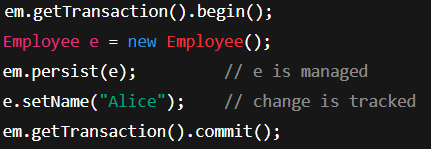 em.getTransaction().begin();
Employee e = new Employee();
em.persist(e);        // e is managed
e.setName("Alice");   // change is tracked
em.getTransaction().commit();